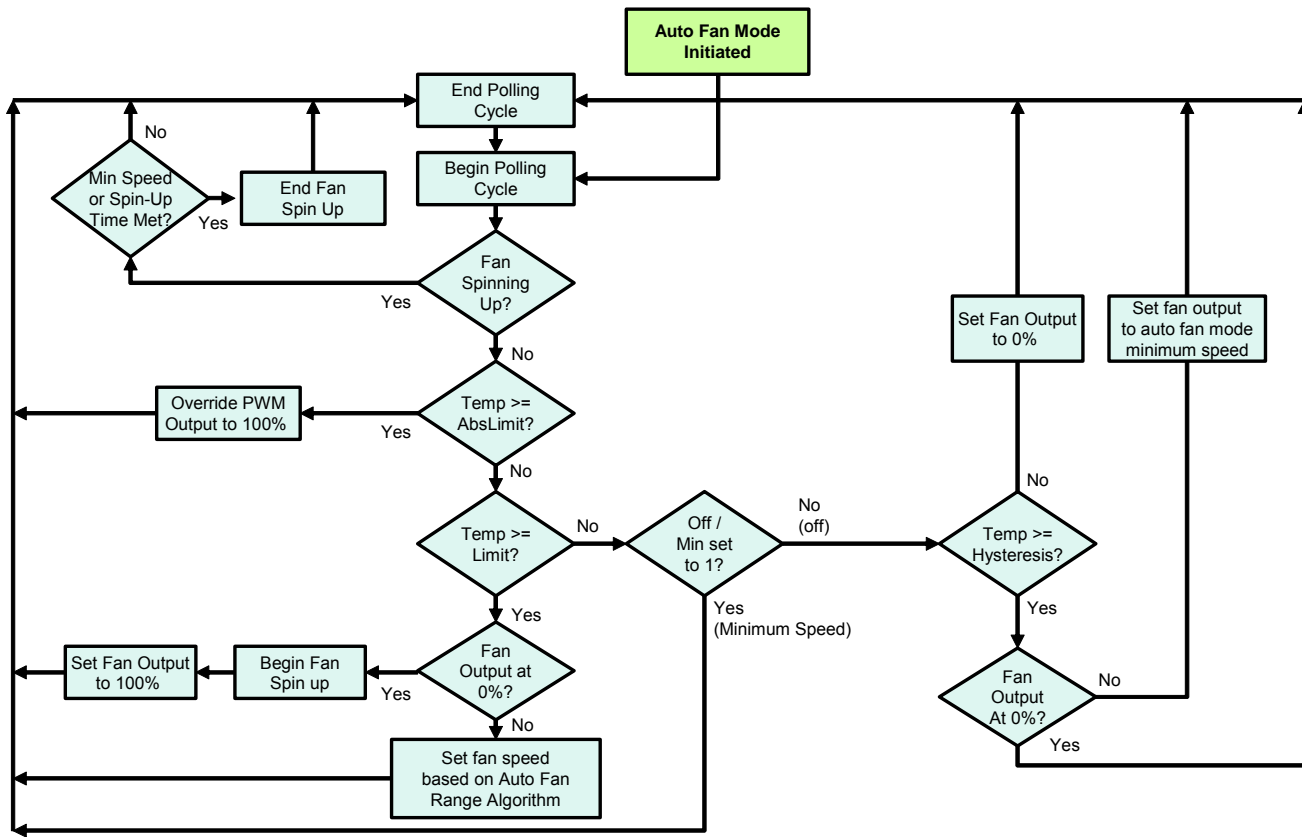 Auto Fan Mode
Initiated
End Polling
Cycle
Begin Polling
Cycle
No
Min Speed
or Spin-Up
Time Met?
Yes
End Fan
Spin Up
Fan
Spinning
Up?
Yes
No
Set Fan Output
to 0%
Set fan output
to auto fan mode
minimum speed
Override PWM
Output to 100%
Yes
Temp >=
AbsLimit?
No
Temp >=
Limit?
No
Off /
Min set
to 1?
No
(off)
No
Temp >=
Hysteresis?
Yes
Yes
(Minimum Speed)
Yes
Set Fan Output
to 100%
Begin Fan
Spin up
Yes
Fan
Output at
0%?
No
Fan
Output
At 0%?
No
Yes
Set fan speed
based on Auto Fan
Range Algorithm